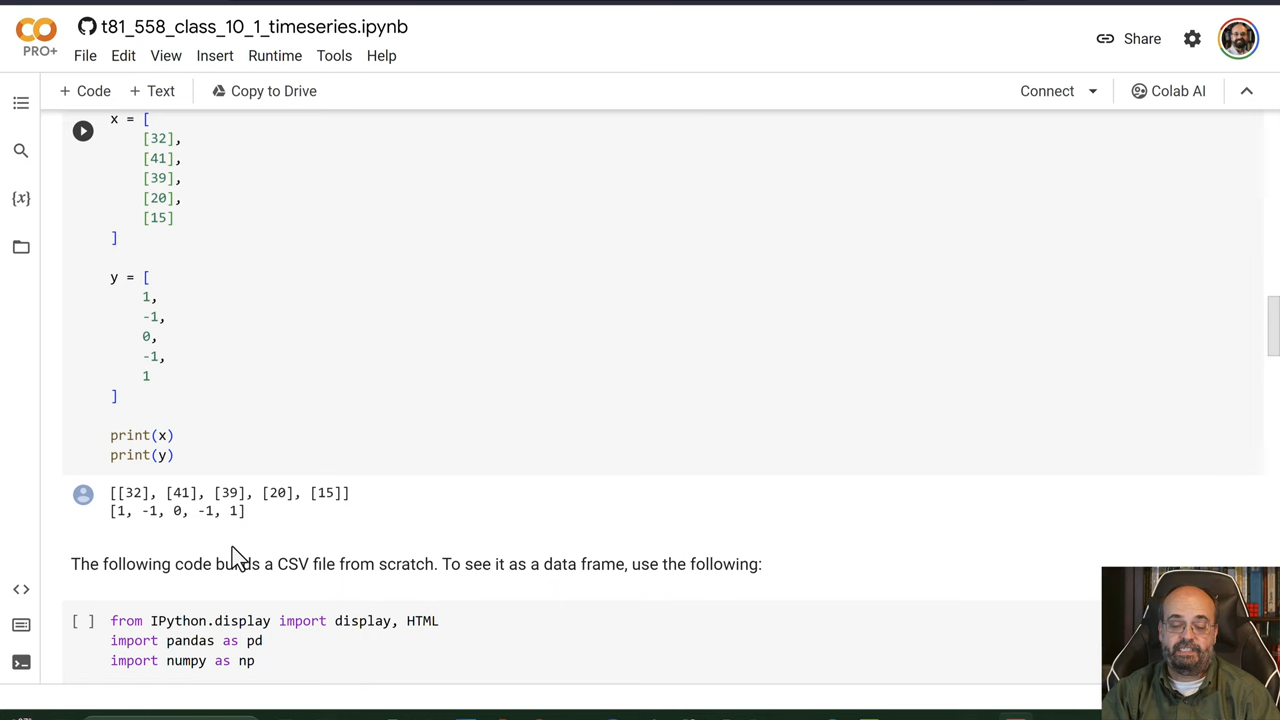 t81_558_class_10_1_timeseries.ipynb
PRO+
File Edit View Insert Runtime Tools Help
Share
+ Code + Text Copy to Drive
Connect Colab AI
x = [
[32],
[41],
[39],
[20],
[15]
]
y = [
1,
-1,
0,
-1,
1
]
print(x)
print(y)
[[32], [41], [39], [20], [15]]
[1, -1, 0, -1, 1]
The following code builds a CSV file from scratch. To see it as a data frame, use the following:
[ ] from IPython.display import display, HTML
import pandas as pd
import numpy as np